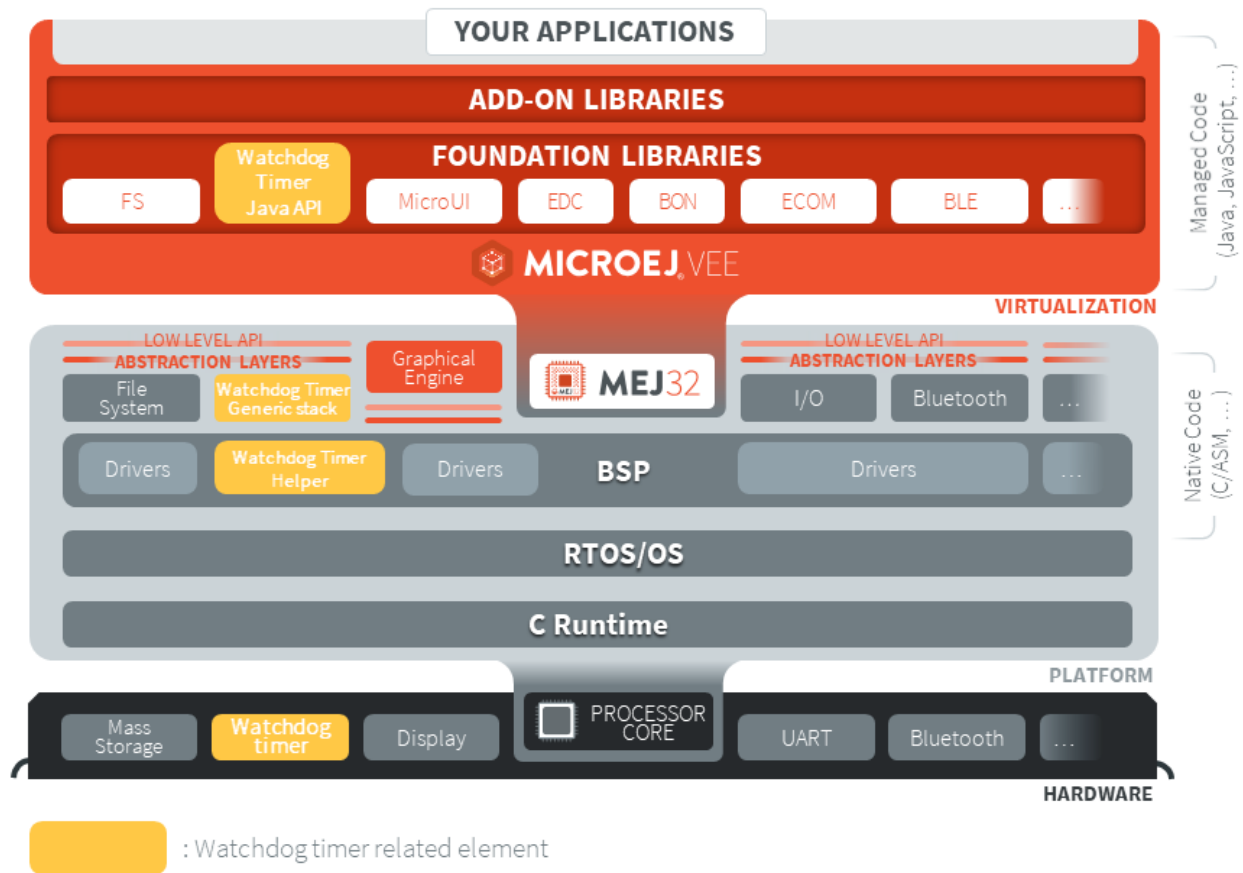 YOUR APPLICATIONS
ADD-ON LIBRARIES
FOUNDATION LIBRARIES
FS
Watchdog
Timer
Java API
MicroUI
EDC
BON
ECOM
BLE
...
MICROEJ® VEE
Managed Code
(Java, JavaScript, ...)
VIRTUALIZATION
LOW LEVEL API
ABSTRACTION LAYERS
File
System
Watchdog Timer
Generic stack
Graphical
Engine
MEJ32
LOW LEVEL API
ABSTRACTION LAYERS
I/O
Bluetooth
...
Drivers
Watchdog Timer
Helper
Drivers
BSP
Drivers
...
Native Code
(C/ASM, ...)
RTOS/OS
C Runtime
PLATFORM
Mass
Storage
Watchdog
timer
Display
PROCESSOR
CORE
UART
Bluetooth
...
HARDWARE
: Watchdog timer related element